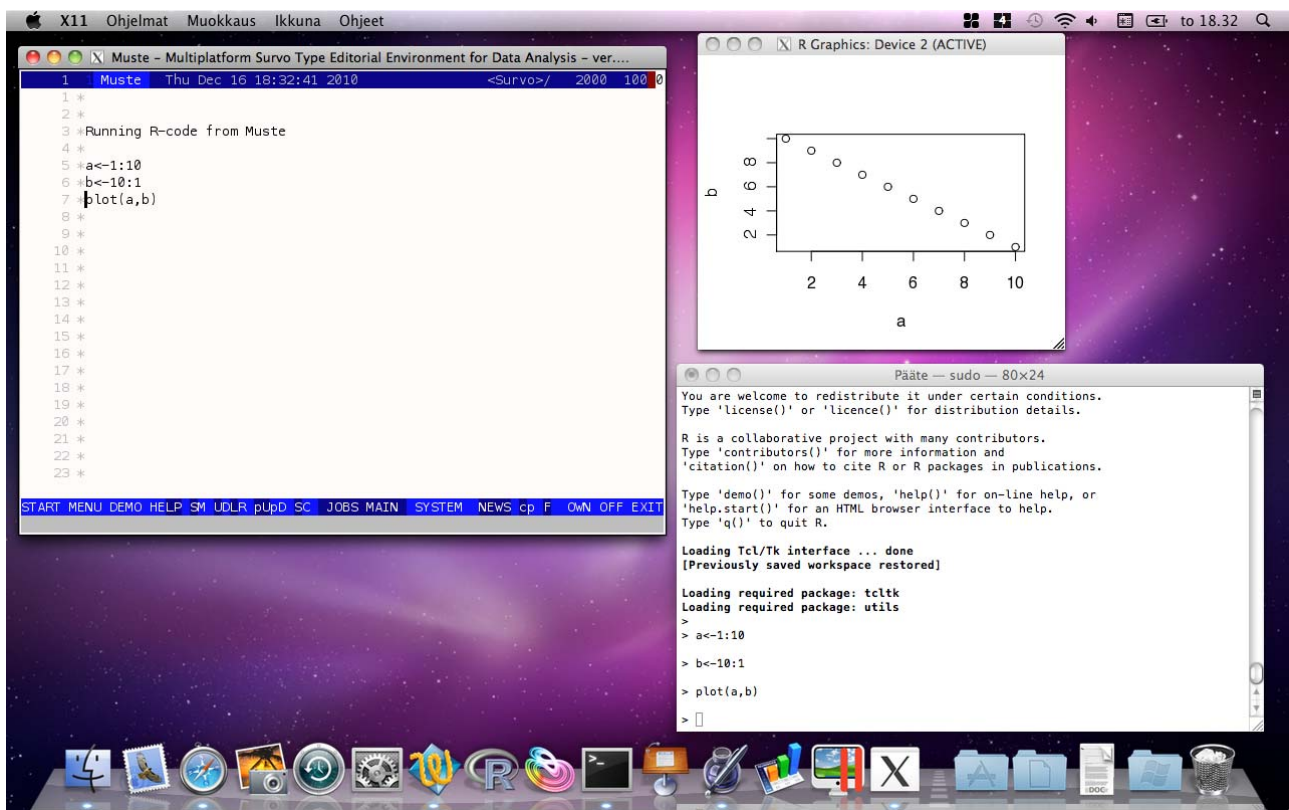 X11 Ohjelmat Muokkaus Ikkuna Ohjeet
4 to 18.32
X Muste – Multiplatform Survo Type Editorial Environment for Data Analysis – ver....
1 1 Muste Thu Dec 16 18:32:41 2010 <Survo>/ 2000 100 0
1 *
2 *
3 *Running R-code from Muste
4 *
5 *a<-1:10
6 *b<-10:1
7 *plot(a,b)
8 *
9 *
10 *
11 *
12 *
13 *
14 *
15 *
16 *
17 *
18 *
19 *
20 *
21 *
22 *
23 *
START MENU DEMO HELP SM UDLR pUpD SC JOBS MAIN SYSTEM NEWS cp F OWN OFF EXIT
X R Graphics: Device 2 (ACTIVE)
b
8
6
4
2
2 4 6 8 10
a
Pääte — sudo — 80×24
You are welcome to redistribute it under certain conditions.
Type 'license()' or 'licence()' for distribution details.
R is a collaborative project with many contributors.
Type 'contributors()' for more information and
'citation()' on how to cite R or R packages in publications.
Type 'demo()' for some demos, 'help()' for on-line help, or
'help.start()' for an HTML browser interface to help.
Type 'q()' to quit R.
Loading Tcl/Tk interface ... done
[Previously saved workspace restored]
Loading required package: tcltk
Loading required package: utils
>
> a<-1:10
> b<-10:1
> plot(a,b)
>
R
>_
X
DOC